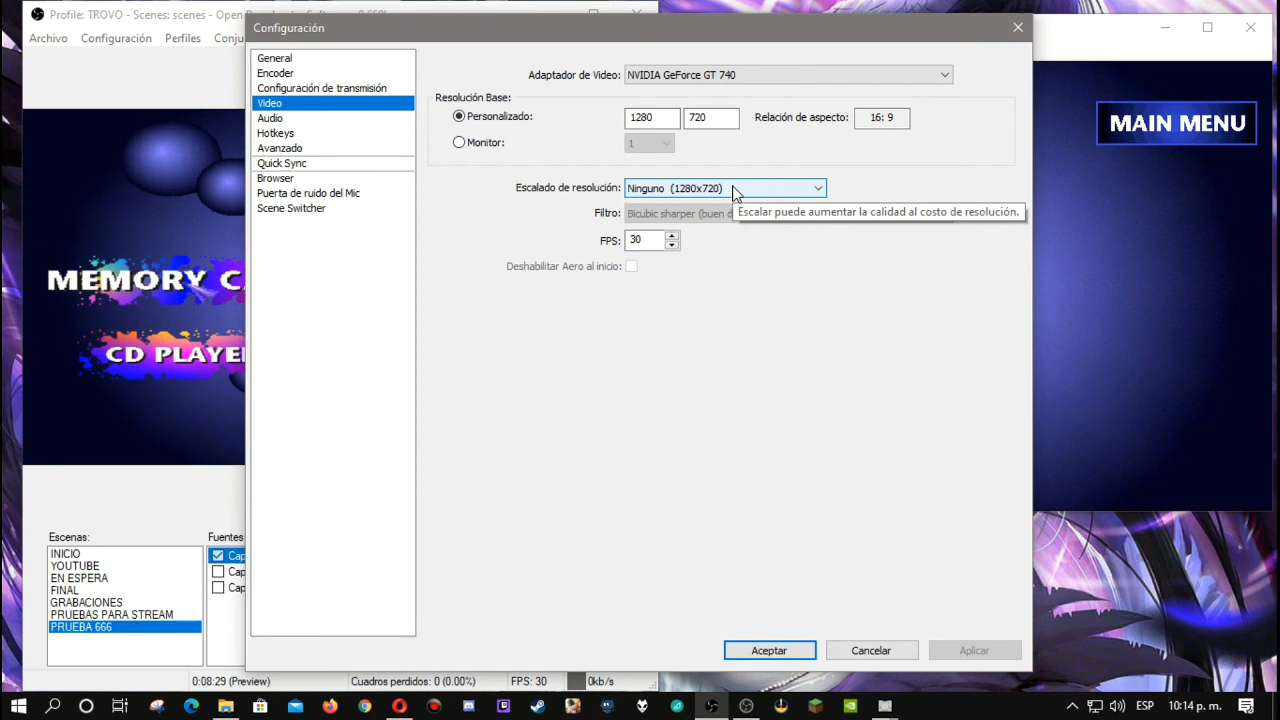 Profile: TROVO - Scenes: scenes - Open
Archivo Configuración Perfiles Conju
Configuración
General
Encoder
Configuración de transmisión
Video
Audio
Hotkeys
Avanzado
Quick Sync
Browser
Puerta de ruido del Mic
Scene Switcher
Adaptador de Video: NVIDIA GeForce GT 740
Resolución Base:
Personalizado: 1280 720 Relación de aspecto: 16: 9
Monitor: 1
Escalado de resolución: Ninguno (1280x720)
Escalar puede aumentar la calidad al costo de resolución.
Filtro: Bicubic sharper (buen d
FPS: 30
Deshabilitar Aero al inicio:
MAIN MENU
MEMORY CA
CD PLAYE
Escenas: Fuentes
INICIO
YOUTUBE
EN ESPERA
FINAL
GRABACIONES
PRUEBAS PARA STREAM
PRUEBA 666
Cap
Cap
Cap
Aceptar Cancelar Aplicar
0:08:29 (Preview) Cuadros perdidos: 0 (0.00%) FPS: 30 0kb/s
ESP 10:14 p. m.